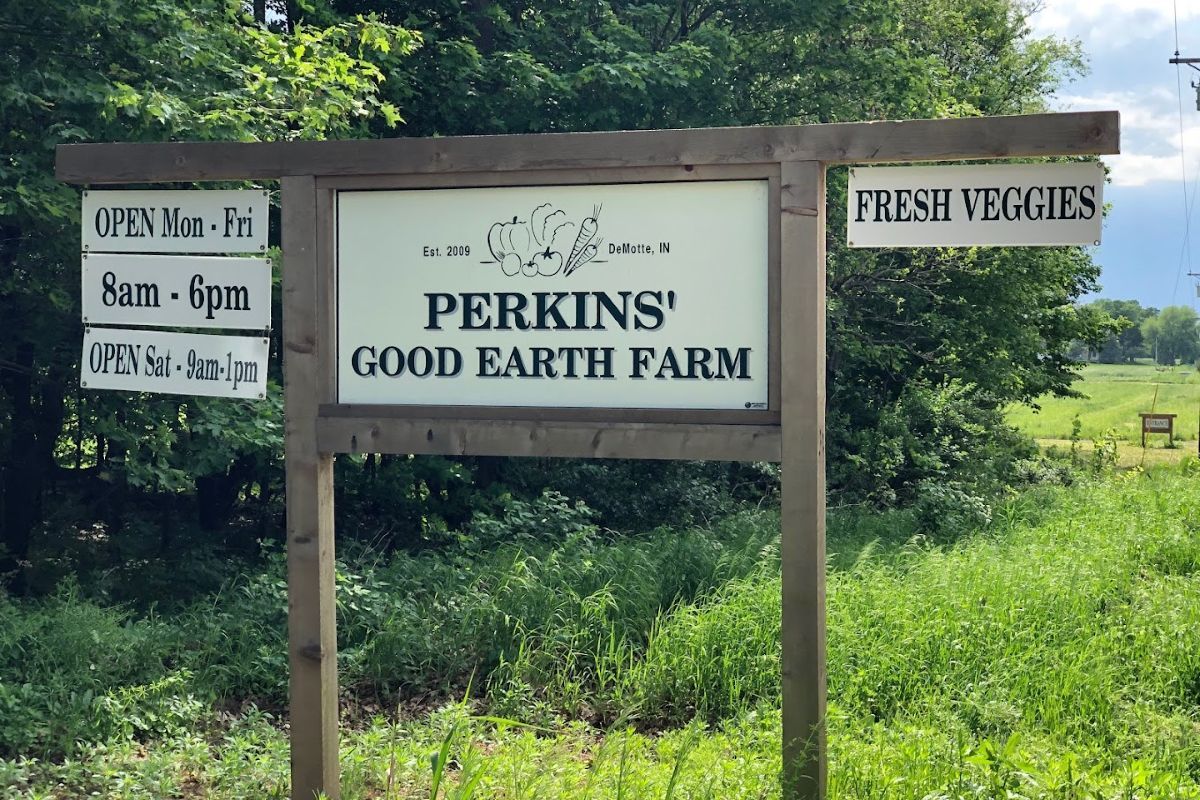 OPEN Mon - Fri
8am - 6pm
OPEN Sat - 9am-1pm
Est. 2009 DeMotte, IN
PERKINS'
GOOD EARTH FARM
FRESH VEGGIES
ENTRANCE